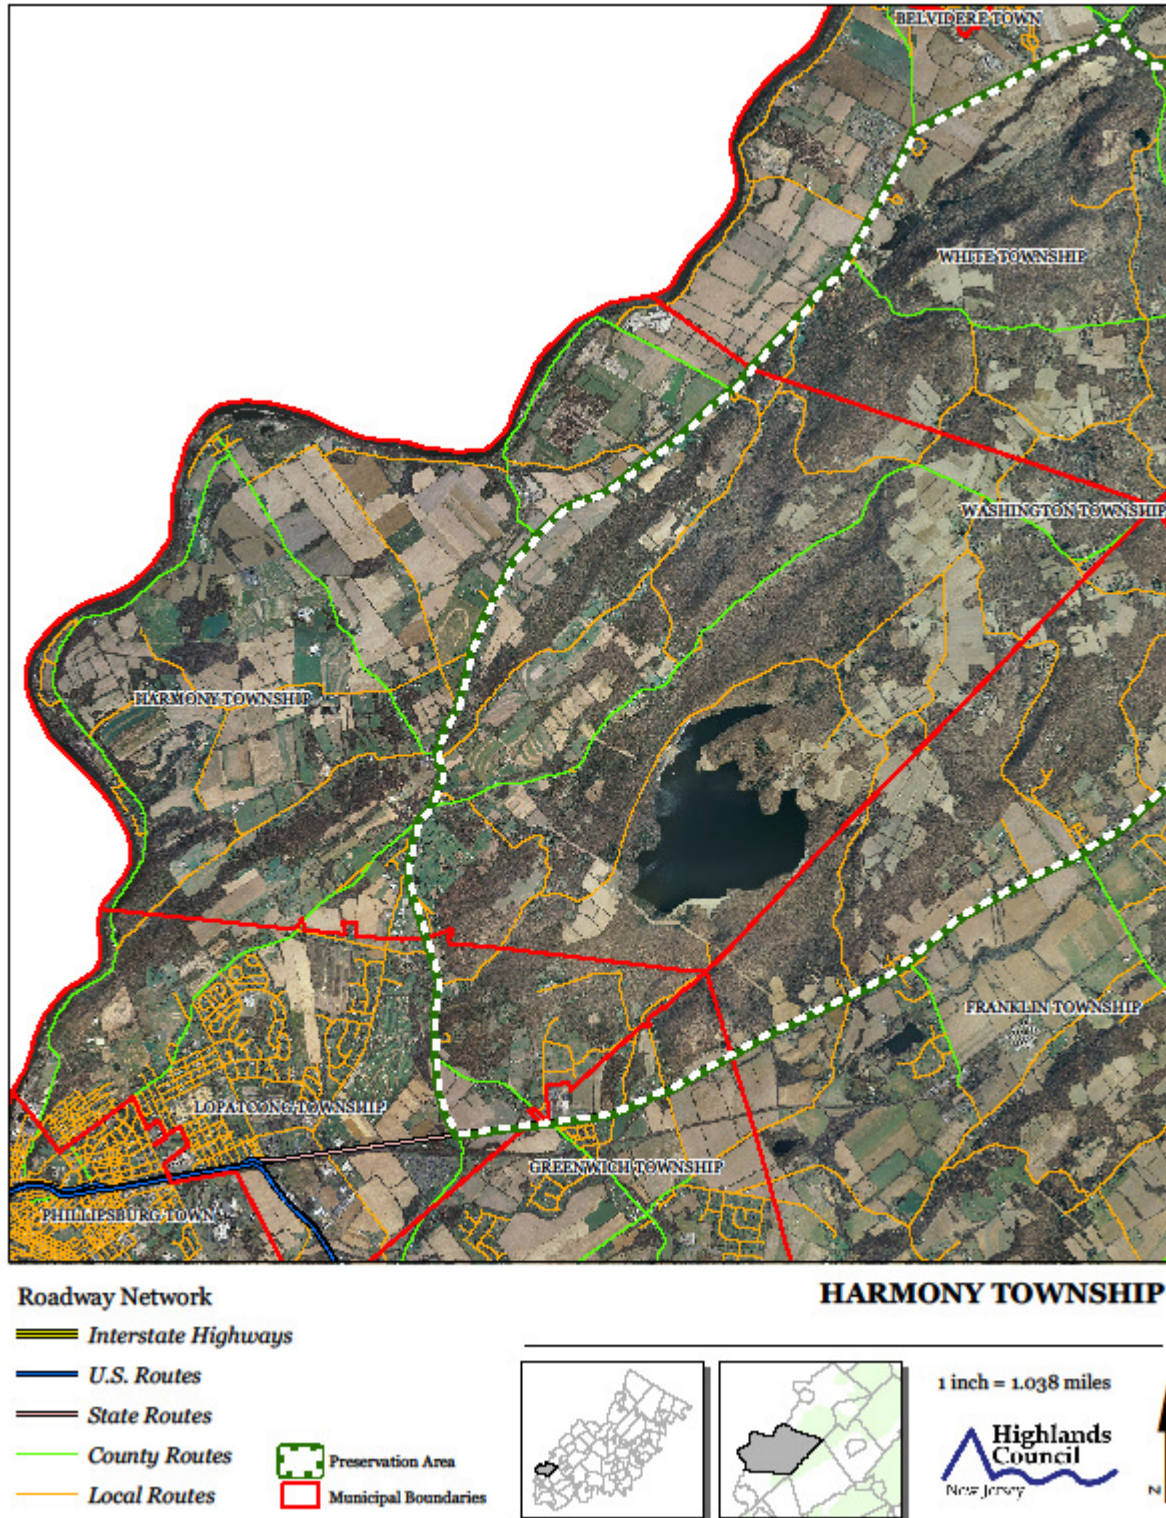 BELVIDERE TOWN
WHITE TOWNSHIP
WASHINGTON TOWNSHIP
HARMONY TOWNSHIP
FRANKLIN TOWNSHIP
LOPATCONG TOWNSHIP
GREENWICH TOWNSHIP
PHILLIPSBURG TOWN
HARMONY TOWNSHIP
Roadway Network
Interstate Highways
U.S. Routes
State Routes
County Routes
Local Routes
Preservation Area
Municipal Boundaries
1 inch = 1.038 miles
Highlands
Council
New Jersey
N